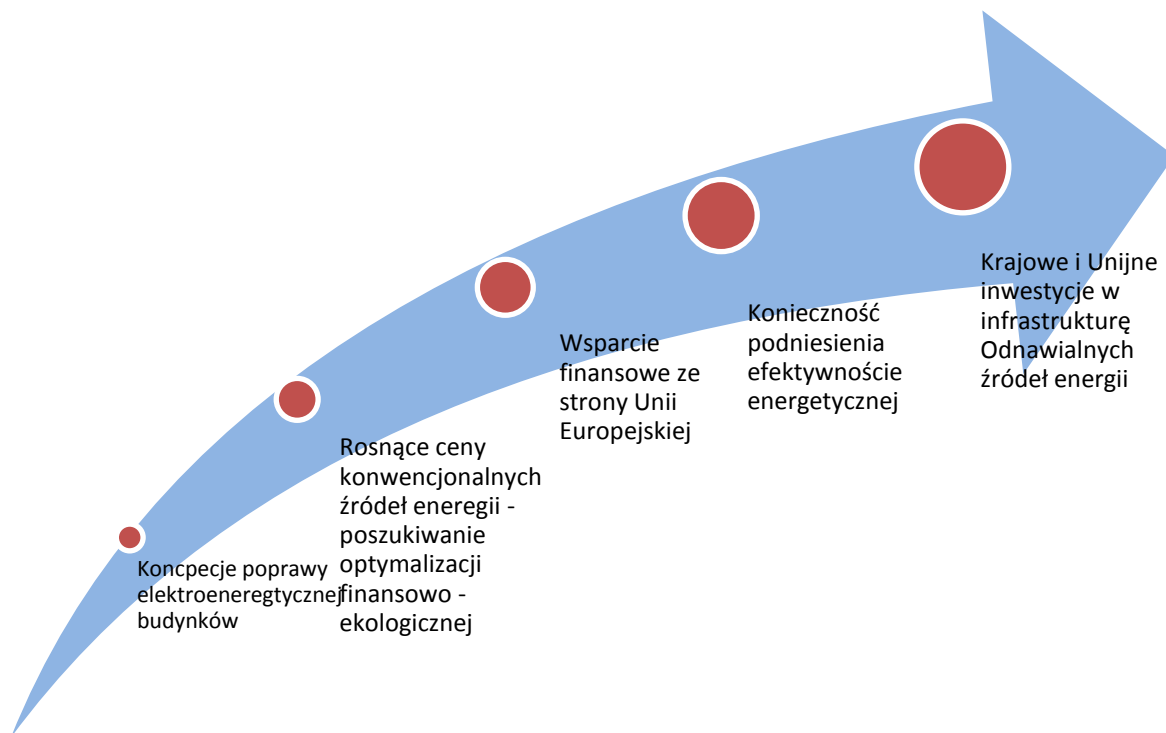 Koncpecje poprawy
elektroeneregtycznej
budynków
Rosnące ceny
konwencjonalnych
źródeł eneregii -
poszukiwanie
optymalizacji
finansowo -
ekologicznej
Wsparcie
finansowe ze
strony Unii
Europejskiej
Konieczność
podniesienia
efektywnoście
energetycznej
Krajowe i Unijne
inwestycje w
infrastrukturę
Odnawialnych
źródeł energii